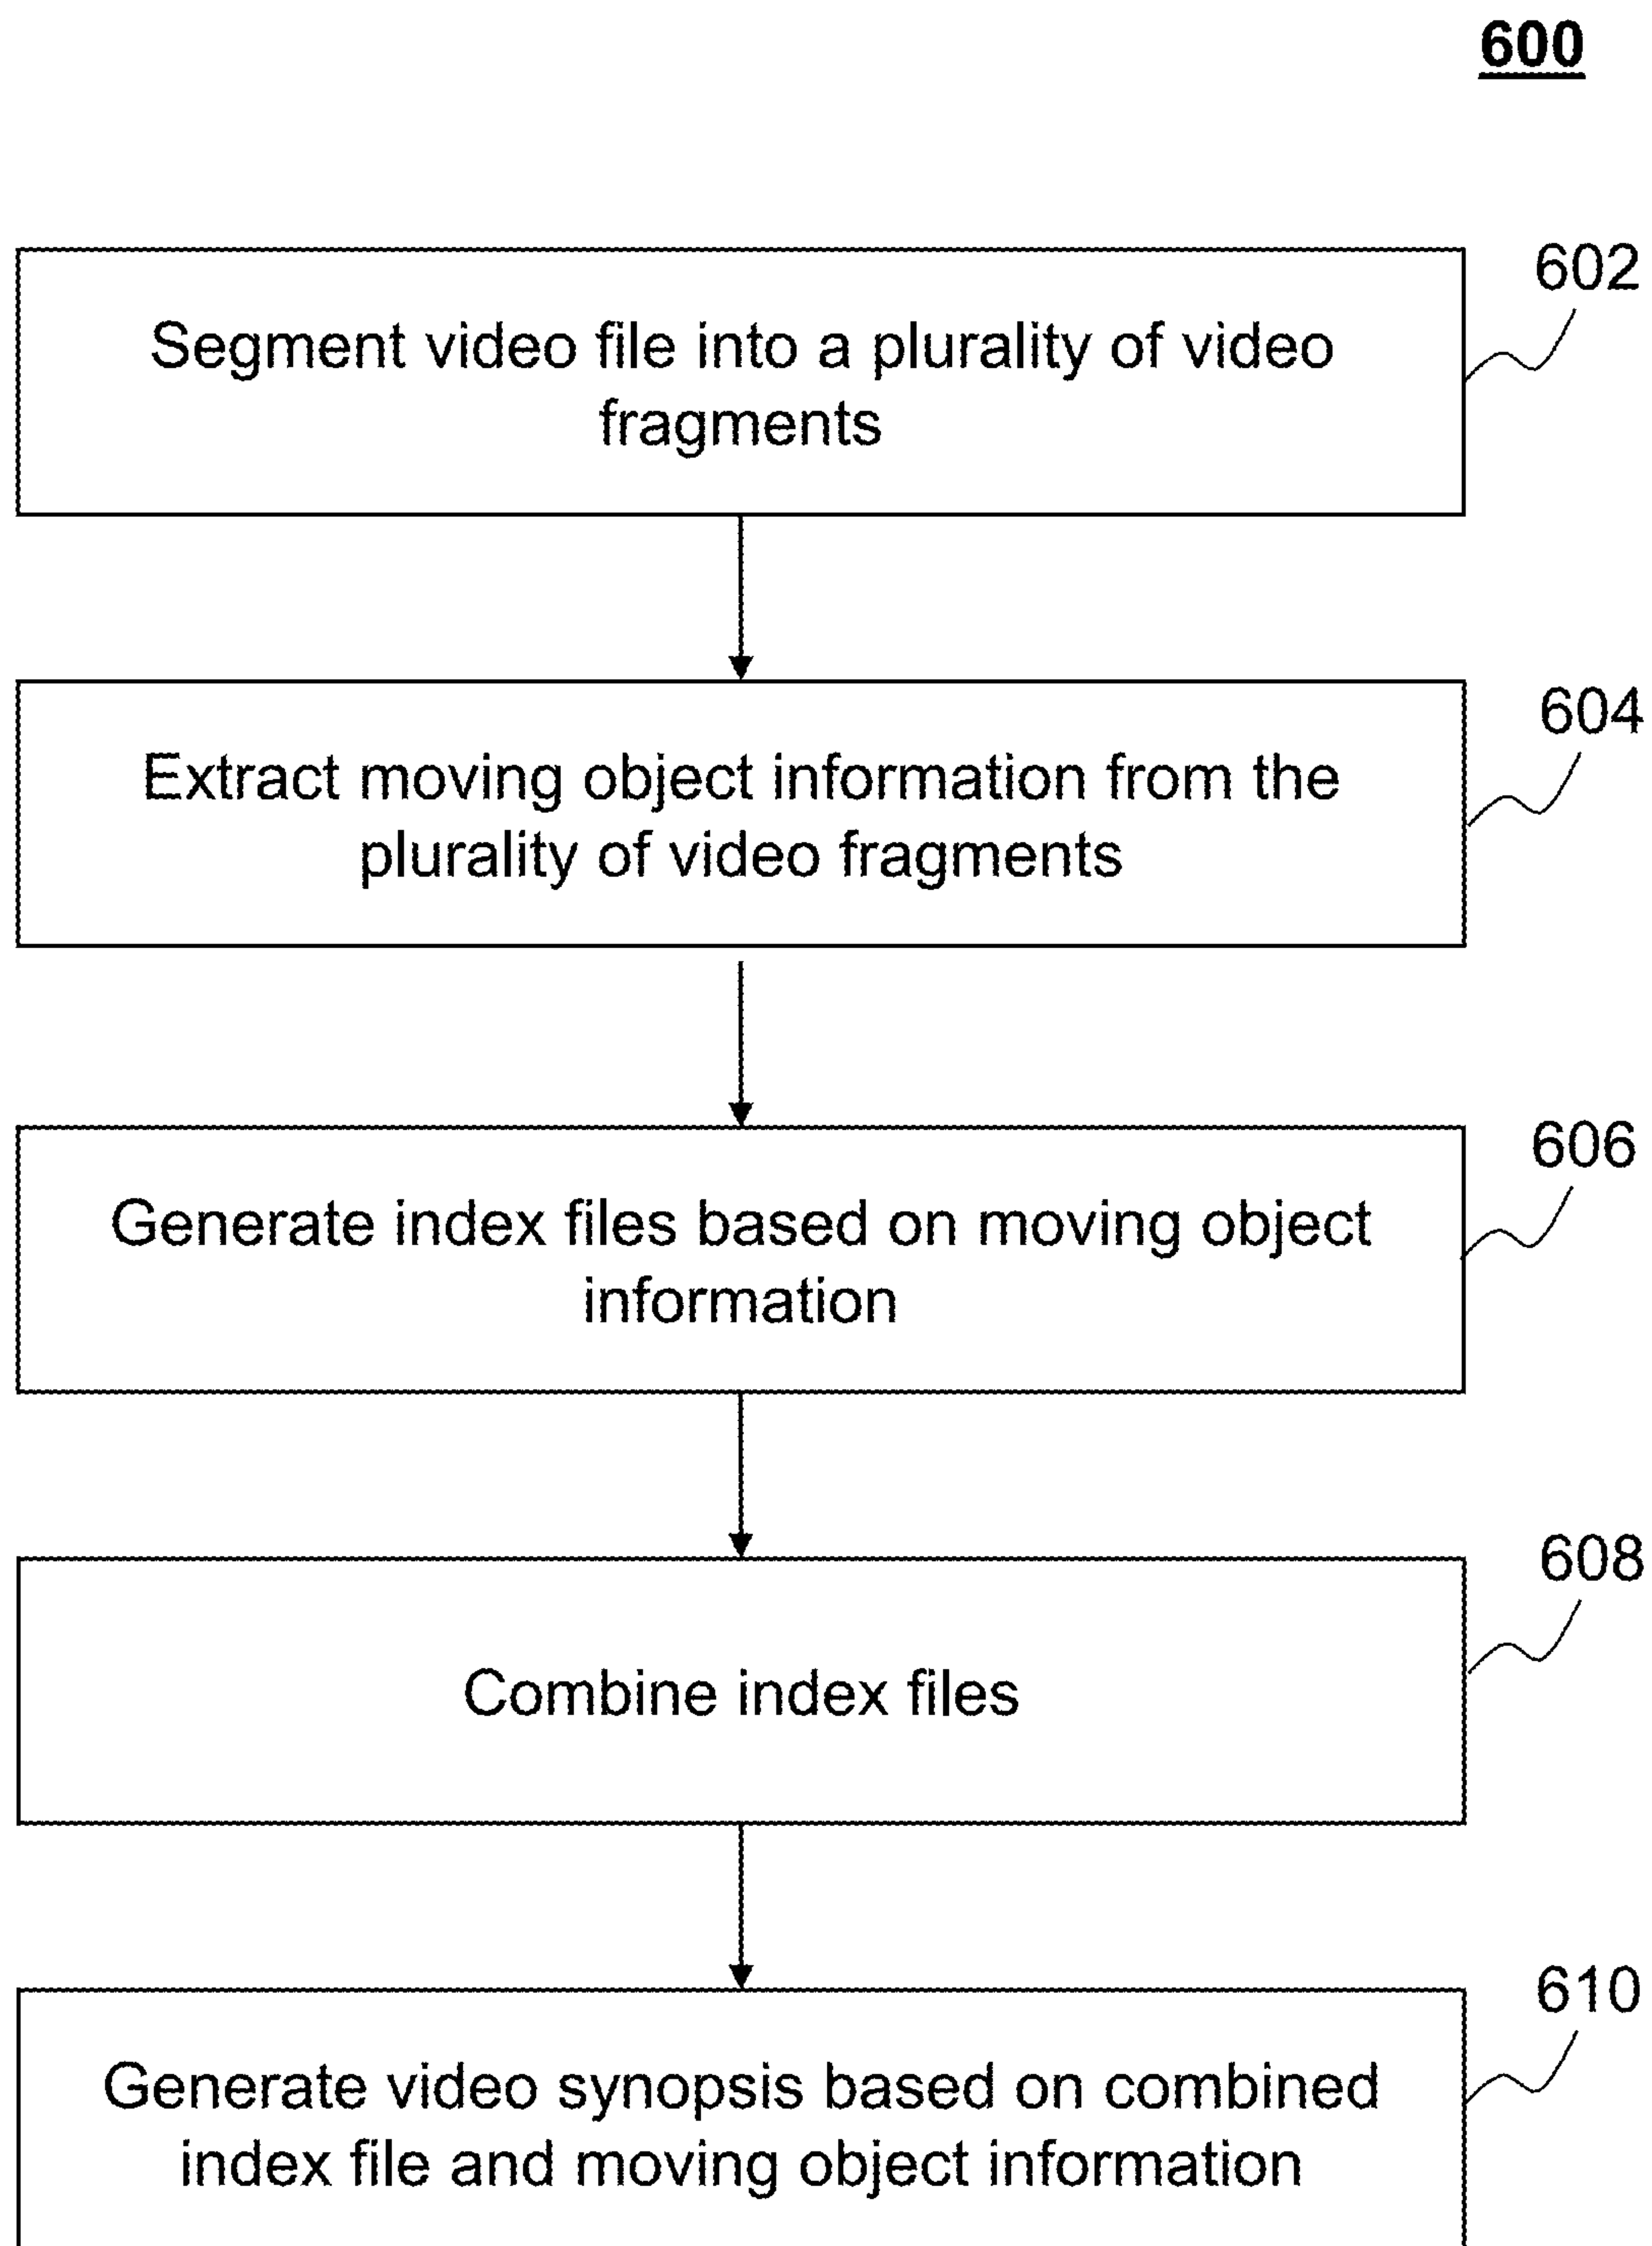 600
602
Segment video file into a plurality of video
fragments
604
Extract moving object information from the
plurality of video fragments
606
Generate index files based on moving object
information
608
Combine index files
610
Generate video synopsis based on combined
index file and moving object information